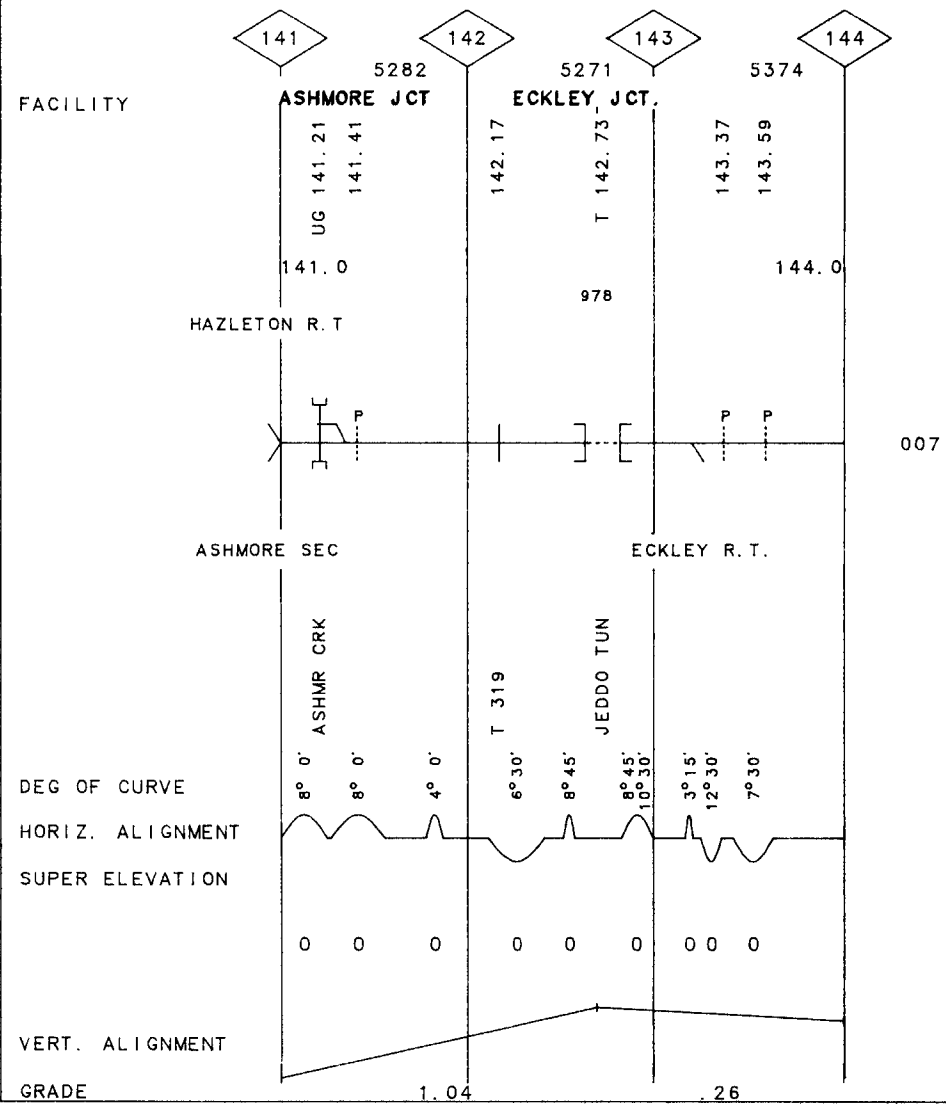 141 142 143 144
5282 5271 5374
FACILITY
ASHMORE JCT ECKLEY JCT.
UG 141.21
141.41
142.17
T 142.73
143.37
143.59
141.0 144.0
978
HAZLETON R.T
P P P
007
ASHMORE SEC ECKLEY R.T.
ASHMR CRK
T 319
JEDDO TUN
DEG OF CURVE
8° 0'
8° 0'
4° 0'
6° 30'
8° 45'
8° 45'
10° 30'
3° 15'
12° 30'
7° 30'
HORIZ. ALIGNMENT
SUPER ELEVATION
0 0 0 0 0 0 0 0 0
VERT. ALIGNMENT
GRADE 1.04 .26